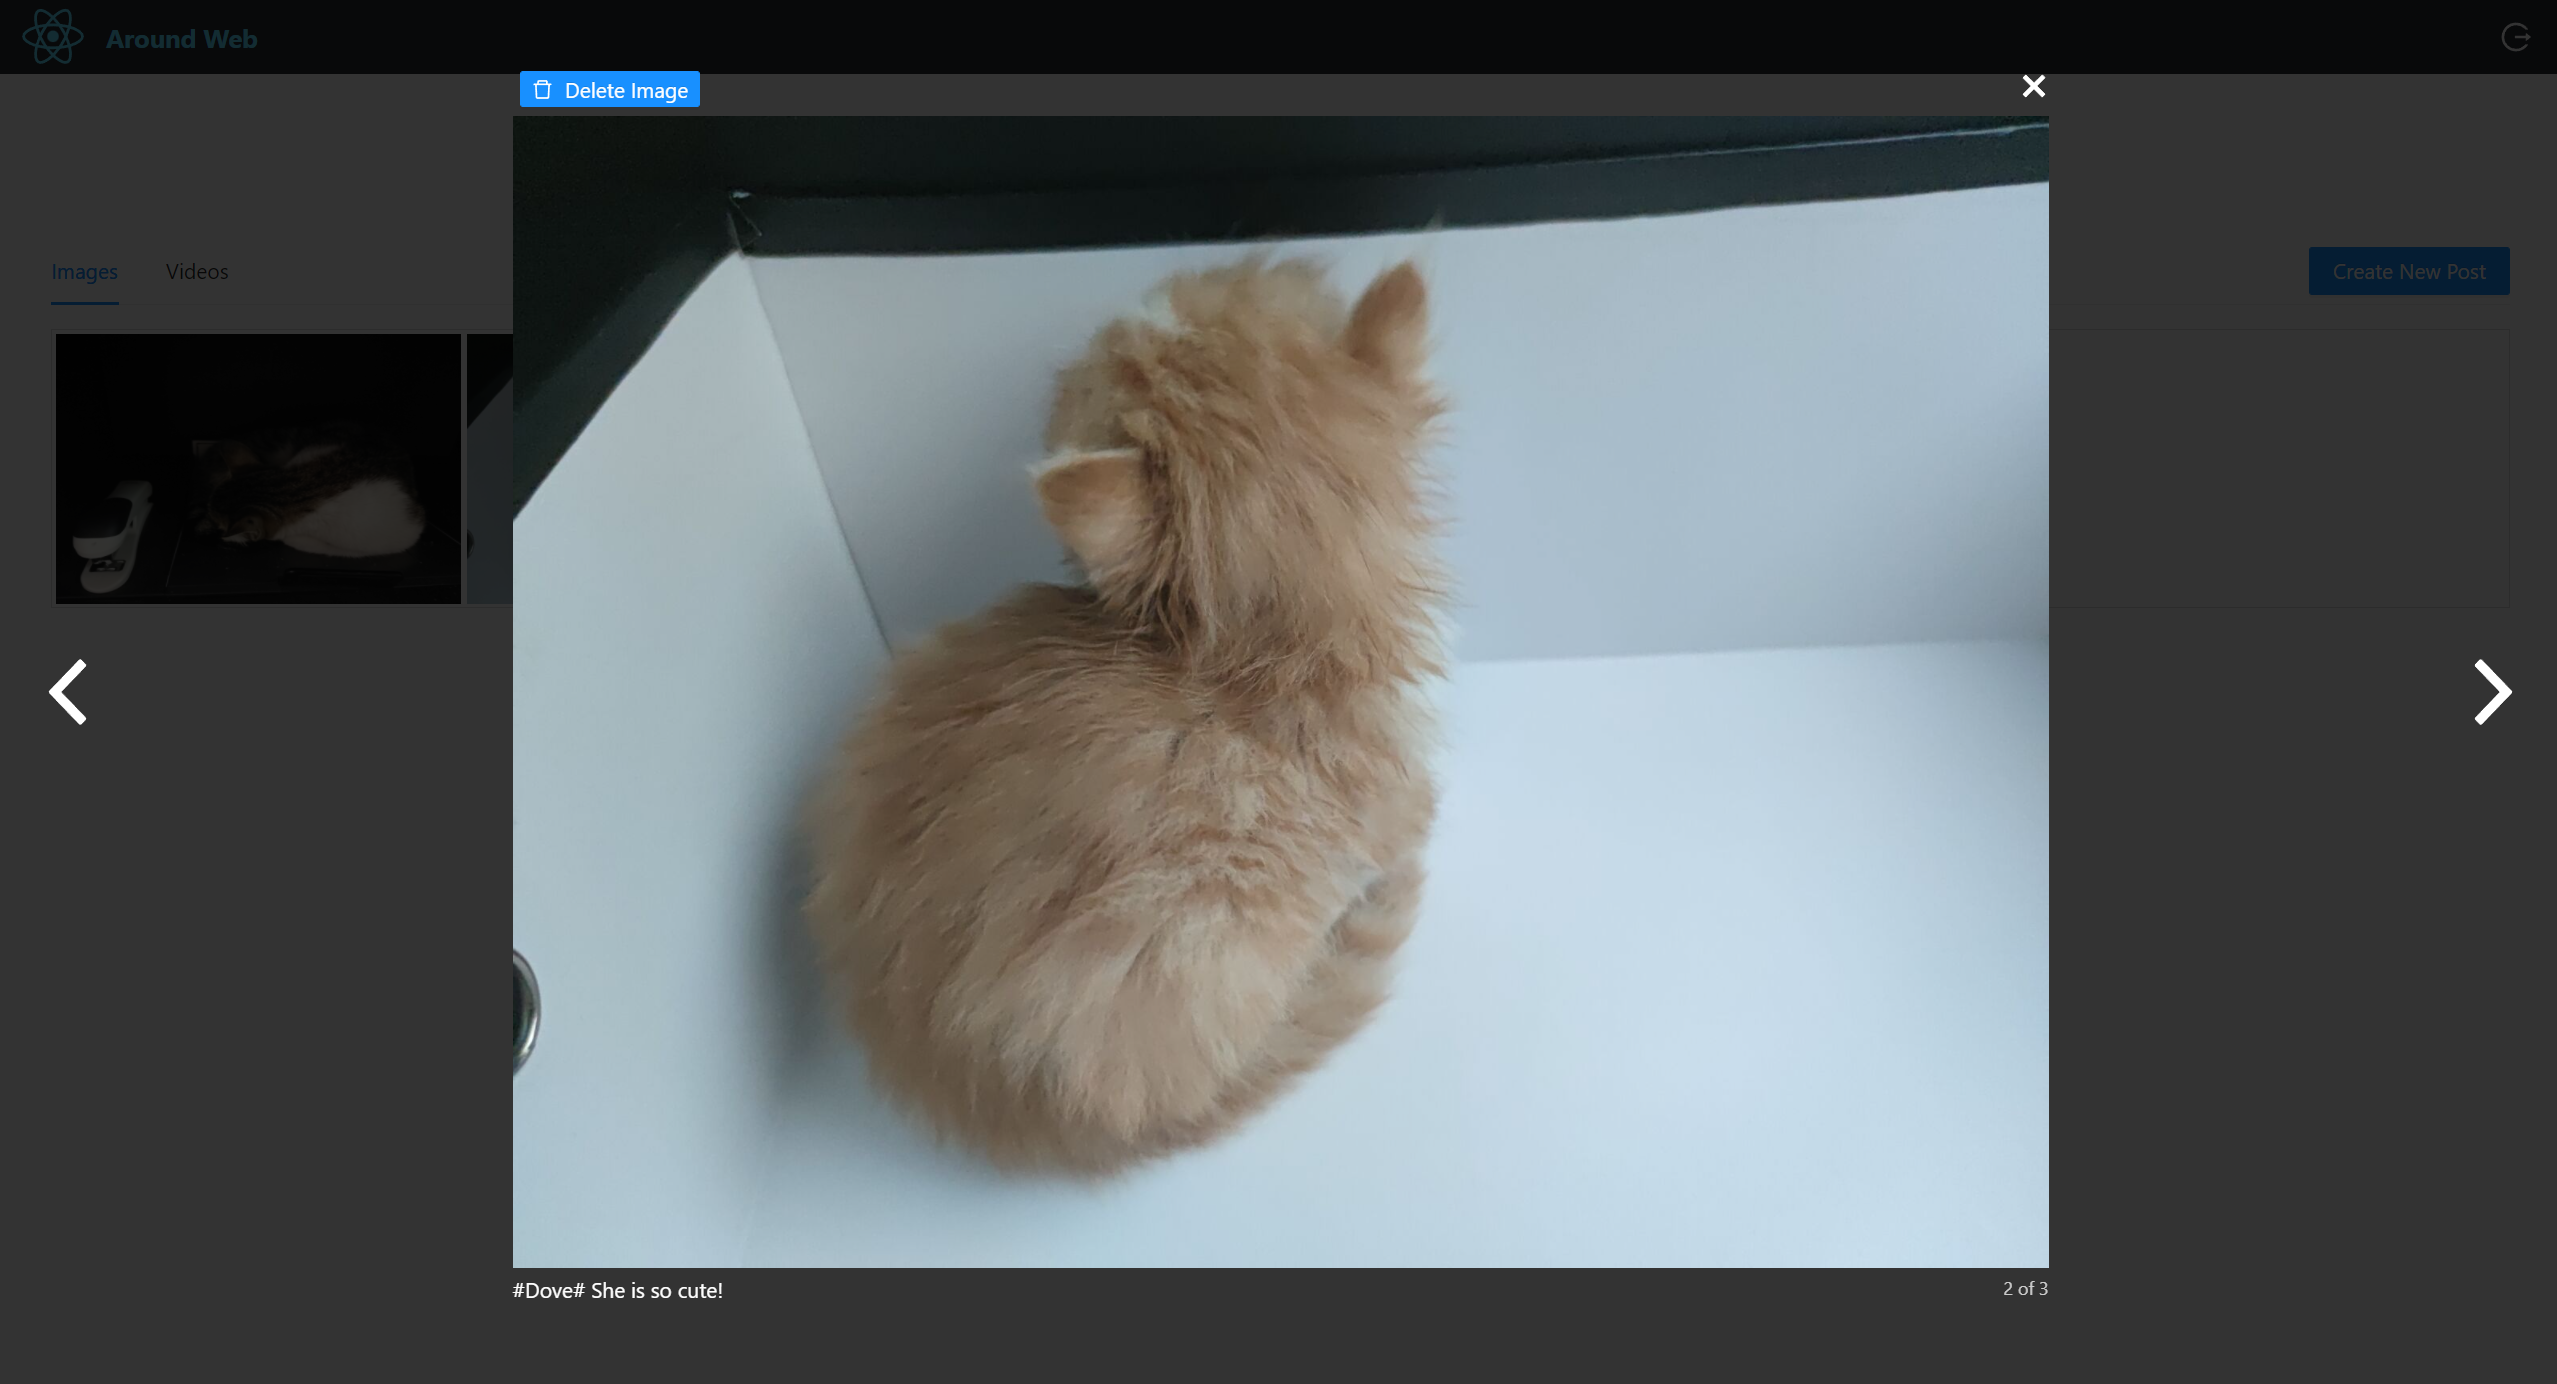 Around Web
Delete Image
Images
Videos
Create New Post
#Dove# She is so cute!
2 of 3